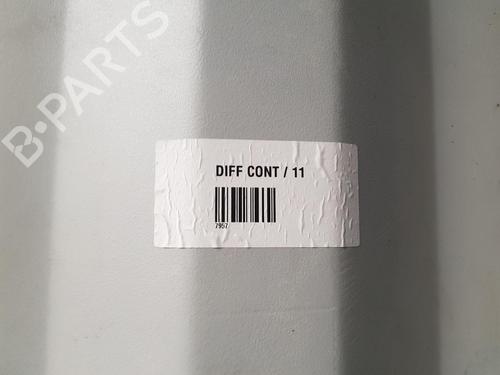 B-PARTS
DIFF CONT / 11
7957